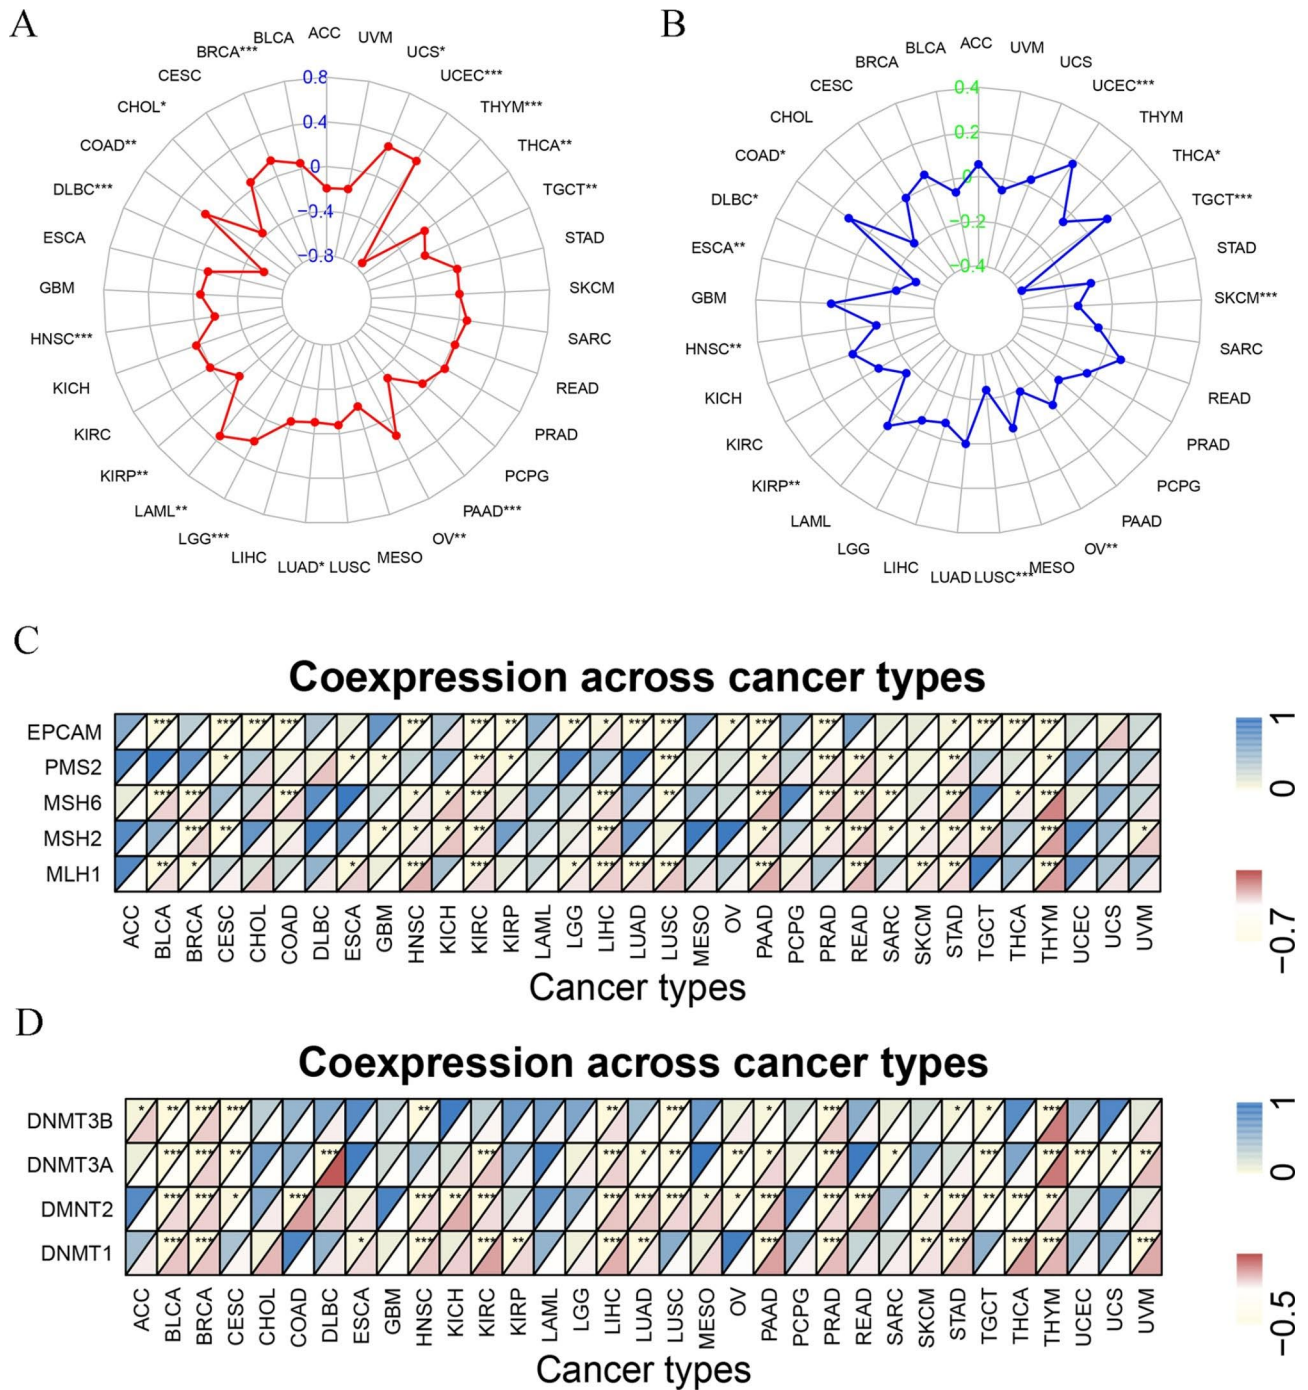 A
ACC
UVM
UCS*
UCEC***
THYM***
THCA**
TGCT**
STAD
SKCM
SARC
READ
PRAD
PCPG
PAAD***
OV**
MESO
LUSC
LUAD*
LIHC
LGG***
LAML**
KIRP**
KIRC
KICH
HNSC***
GBM
ESCA
DLBC***
COAD**
CHOL*
CESC
BRCA***
BLCA
0.8
0.4
0
−0.4
−0.8
B
ACC
UVM
UCS
UCEC***
THYM
THCA*
TGCT***
STAD
SKCM***
SARC
READ
PRAD
PCPG
PAAD
OV**
MESO
LUSC***
LUAD
LIHC
LGG
LAML
KIRP**
KIRC
KICH
HNSC**
GBM
ESCA**
DLBC*
COAD*
CHOL
CESC
BRCA
BLCA
0.4
0.2
0
−0.2
−0.4
C
Coexpression across cancer types
EPCAM *** *** *** *** *** *** ** ** * *** *** * *** *** * *** *** ***
PMS2 * * * ** * *** * *** *** * ** *
MSH6 *** *** *** * * *** *** ** *** *** ** * *** * ***
MSH2 *** ** * * * ** *** * * *** * * *** ** *** *
MLH1 ** * * *** *** * *** *** *** *** *** * ** ** ***
ACC BLCA BRCA CESC CHOL COAD DLBC ESCA GBM HNSC KICH KIRC KIRP LAML LGG LIHC LUAD LUSC MESO OV PAAD PCPG PRAD READ SARC SKCM STAD TGCT THCA THYM UCEC UCS UVM
Cancer types
1
0
−0.7
D
Coexpression across cancer types
DNMT3B * ** *** *** ** ** *** * *** * * ***
DNMT3A *** *** ** *** *** *** * ** ** * *** * *** *** *** * **
DMNT2 *** *** * *** *** ** *** *** *** *** * * *** *** *** * *** ** *** **
DNMT1 *** *** * *** *** ** *** ** *** *** ** *** *** *** ***
ACC BLCA BRCA CESC CHOL COAD DLBC ESCA GBM HNSC KICH KIRC KIRP LAML LGG LIHC LUAD LUSC MESO OV PAAD PCPG PRAD READ SARC SKCM STAD TGCT THCA THYM UCEC UCS UVM
Cancer types
1
0
−0.5